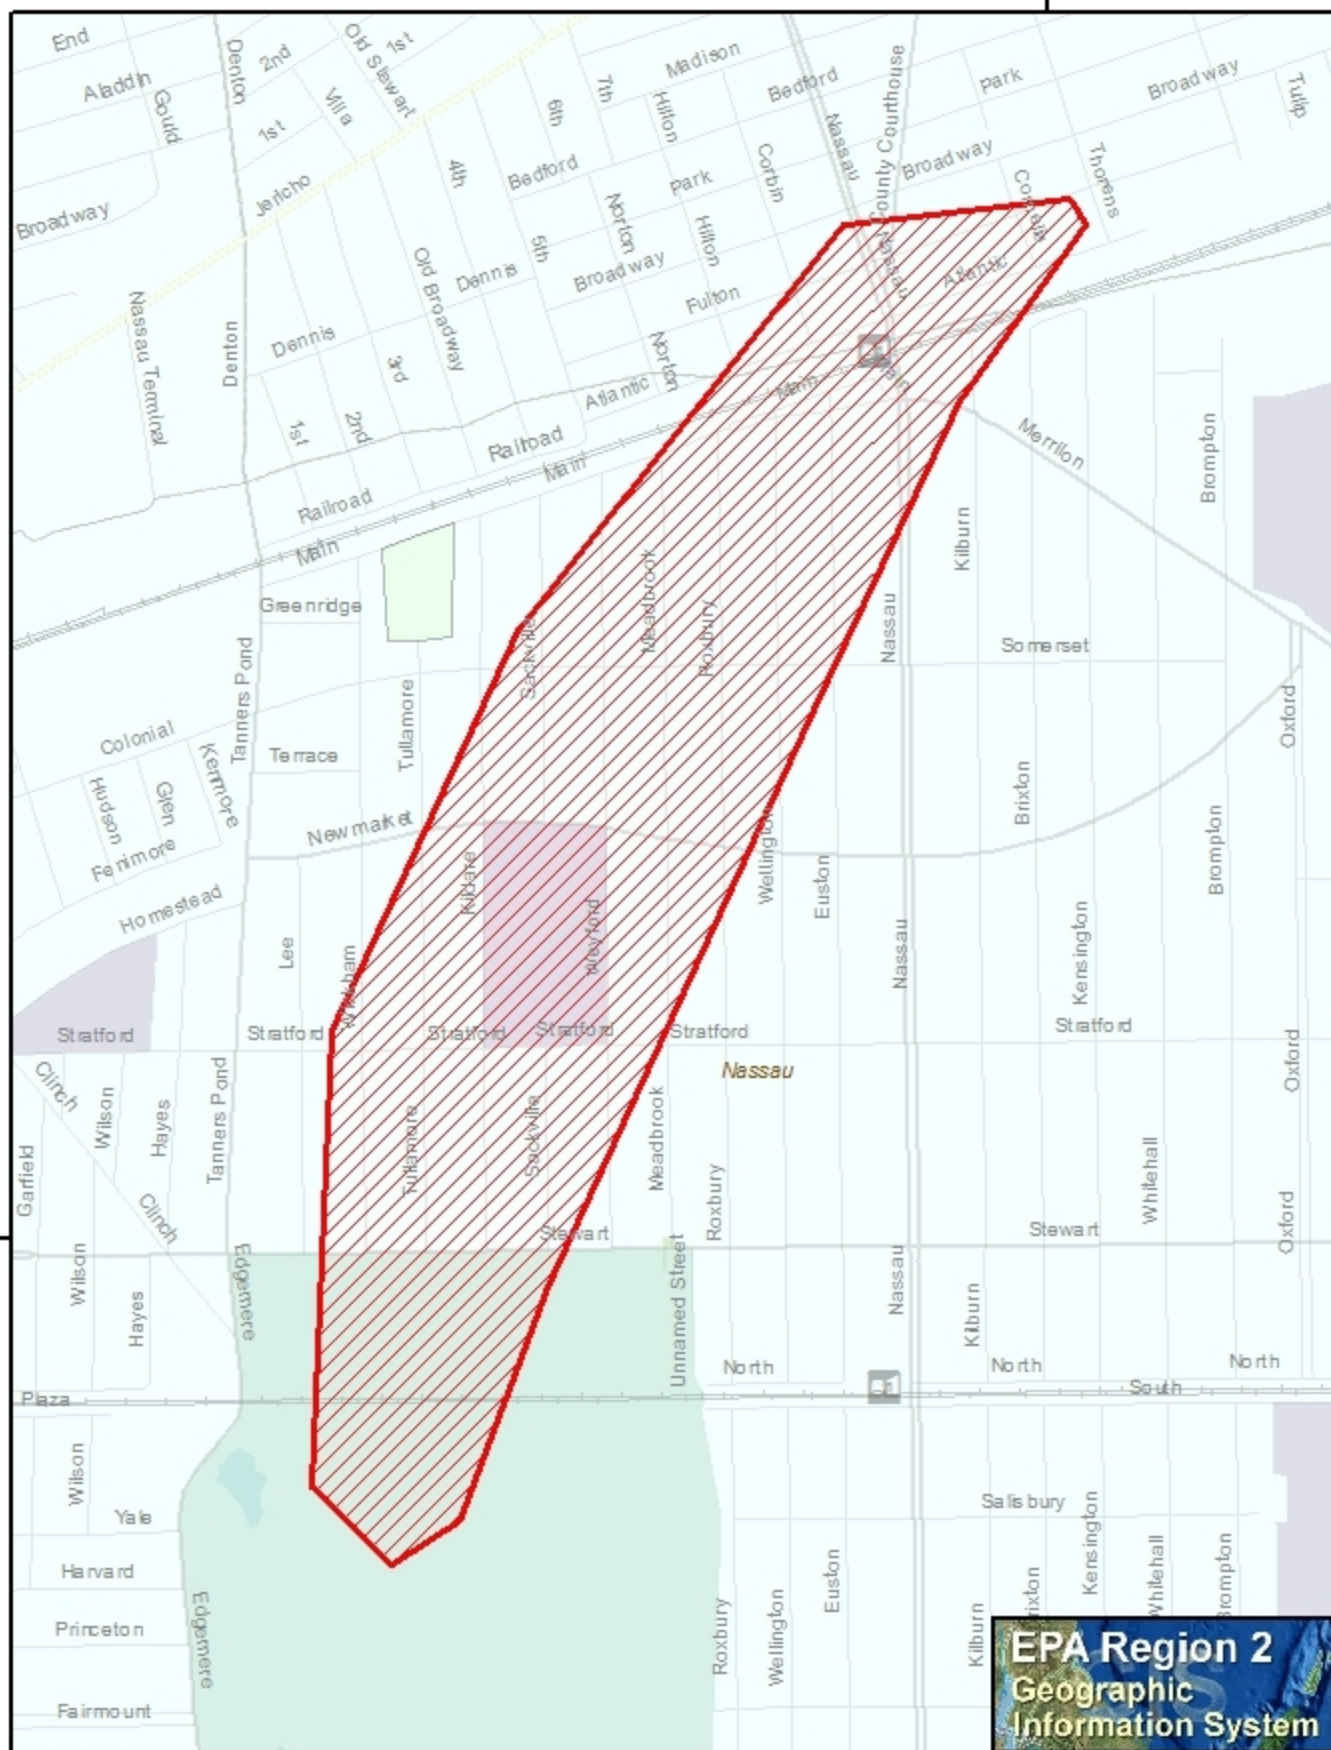 End
Denton
2nd
Old Stewart
1st
Madison
Park
Broadway
Tulip
Aladdin
Gould
Villa
1st
6th
7th
Hilton
Bedford
Nassau
County Courthouse
Jericho
4th
Bedford
Park
Corbin
Broadway
Cornelia
Thorens
Broadway
Norton
Hilton
5th
Old Broadway
Dennis
Broadway
Nassau
Atlantic
Fulton
Nassau Terminal
Denton
Dennis
3rd
Norton
Atlantic
Main
Main
1st
2nd
Railroad
Main
Merrilon
Brompton
Railroad
Main
Kilburn
Greenridge
Meadbrook
Roxbury
Nassau
Sackville
Somerset
Tanners Pond
Tullamore
Oxford
Colonial
Kenmore
Terrace
Hudson
Glen
Newmarket
Brixton
Fenimore
Wellington
Brompton
Kildare
Euston
Homestead
Weyford
Lee
Wickham
Nassau
Kensington
Stratford
Stratford
Stratford
Stratford
Stratford
Stratford
Nassau
Oxford
Clinch
Wilson
Hayes
Tanners Pond
Tullamore
Sackville
Meadbrook
Garfield
Roxbury
Whitehall
Clinch
Stewart
Stewart
Oxford
Wilson
Edgemere
Unnamed Street
Nassau
Hayes
Kilburn
North
North
North
Plaza
South
Wilson
Yale
Salisbury
Kensington
Harvard
Euston
rixton
Whitehall
Brompton
Edgemere
Princeton
Roxbury
Wellington
Kilburn
Fairmount
EPA Region 2
Geographic
Information System